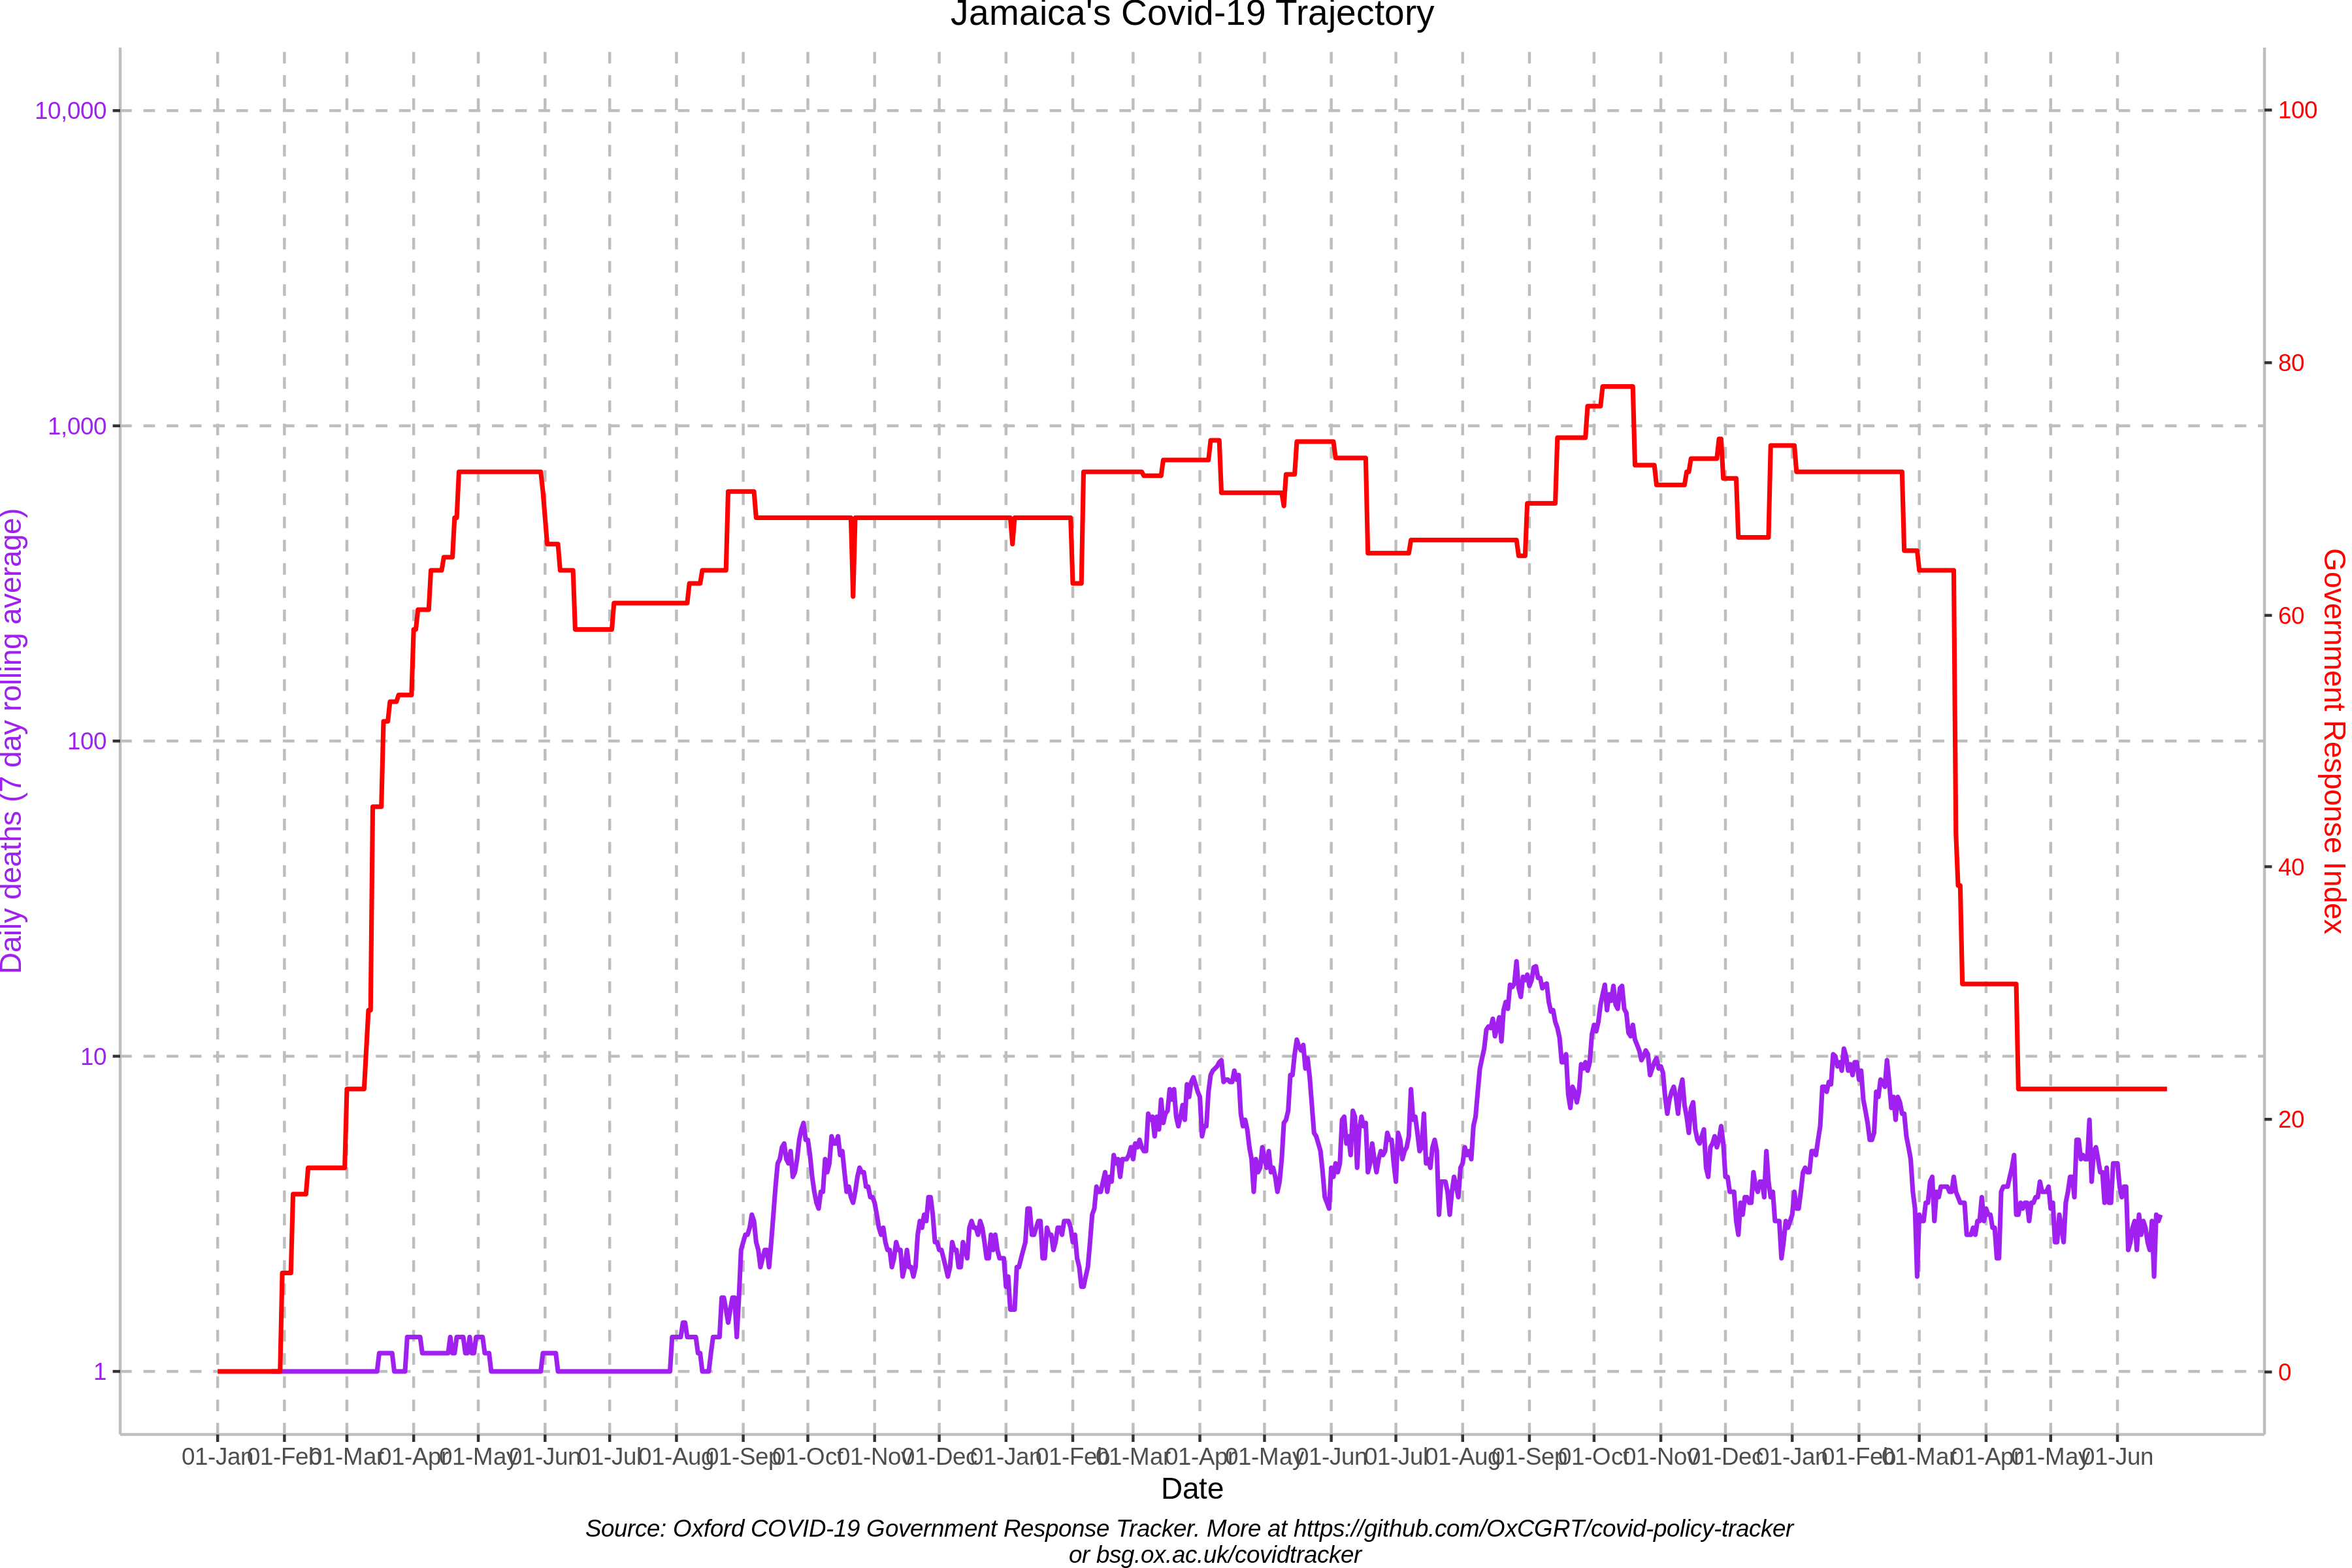 Jamaica's Covid-19 Trajectory
10,000
1,000
100
10
1
Daily deaths (7 day rolling average)
100
80
60
40
20
0
Government Response Index
01-Jan 01-Feb 01-Mar 01-Apr 01-May 01-Jun 01-Jul 01-Aug 01-Sep 01-Oct 01-Nov 01-Dec 01-Jan 01-Feb 01-Mar 01-Apr 01-May 01-Jun 01-Jul 01-Aug 01-Sep 01-Oct 01-Nov 01-Dec 01-Jan 01-Feb 01-Mar 01-Apr 01-May 01-Jun
Date
Source: Oxford COVID-19 Government Response Tracker. More at https://github.com/OxCGRT/covid-policy-tracker
or bsg.ox.ac.uk/covidtracker